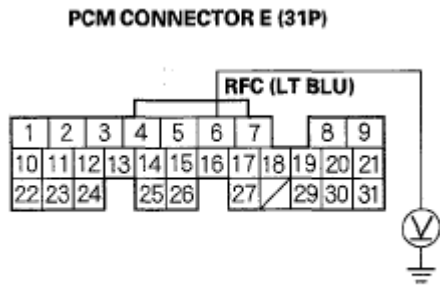 PCM CONNECTOR E (31P)
RFC (LT BLU)
1 2 3 4 5 6 7 8 9
10 11 12 13 14 15 16 17 18 19 20 21
22 23 24 25 26 27 29 30 31
V